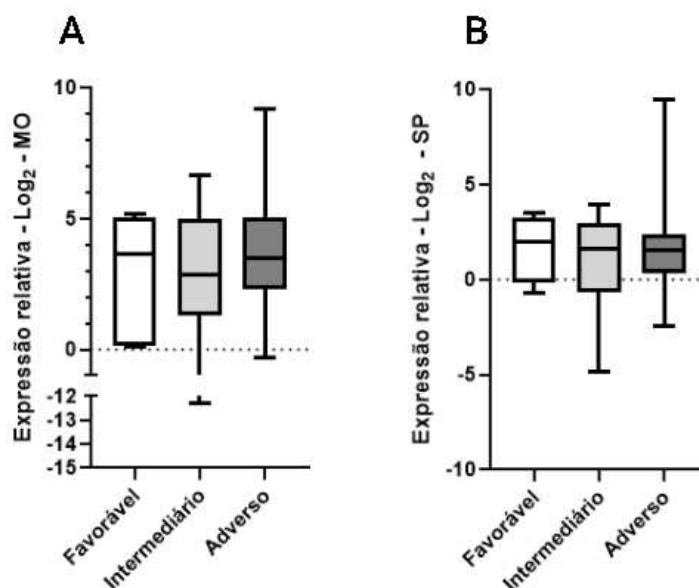 A
Expressão relativa - Log₂ - MO
10
5
0
-12
-13
-14
-15
Favorável
Intermediário
Adverso
B
Expressão relativa - Log₂ - SP
10
5
0
-5
-10
Favorável
Intermediário
Adverso